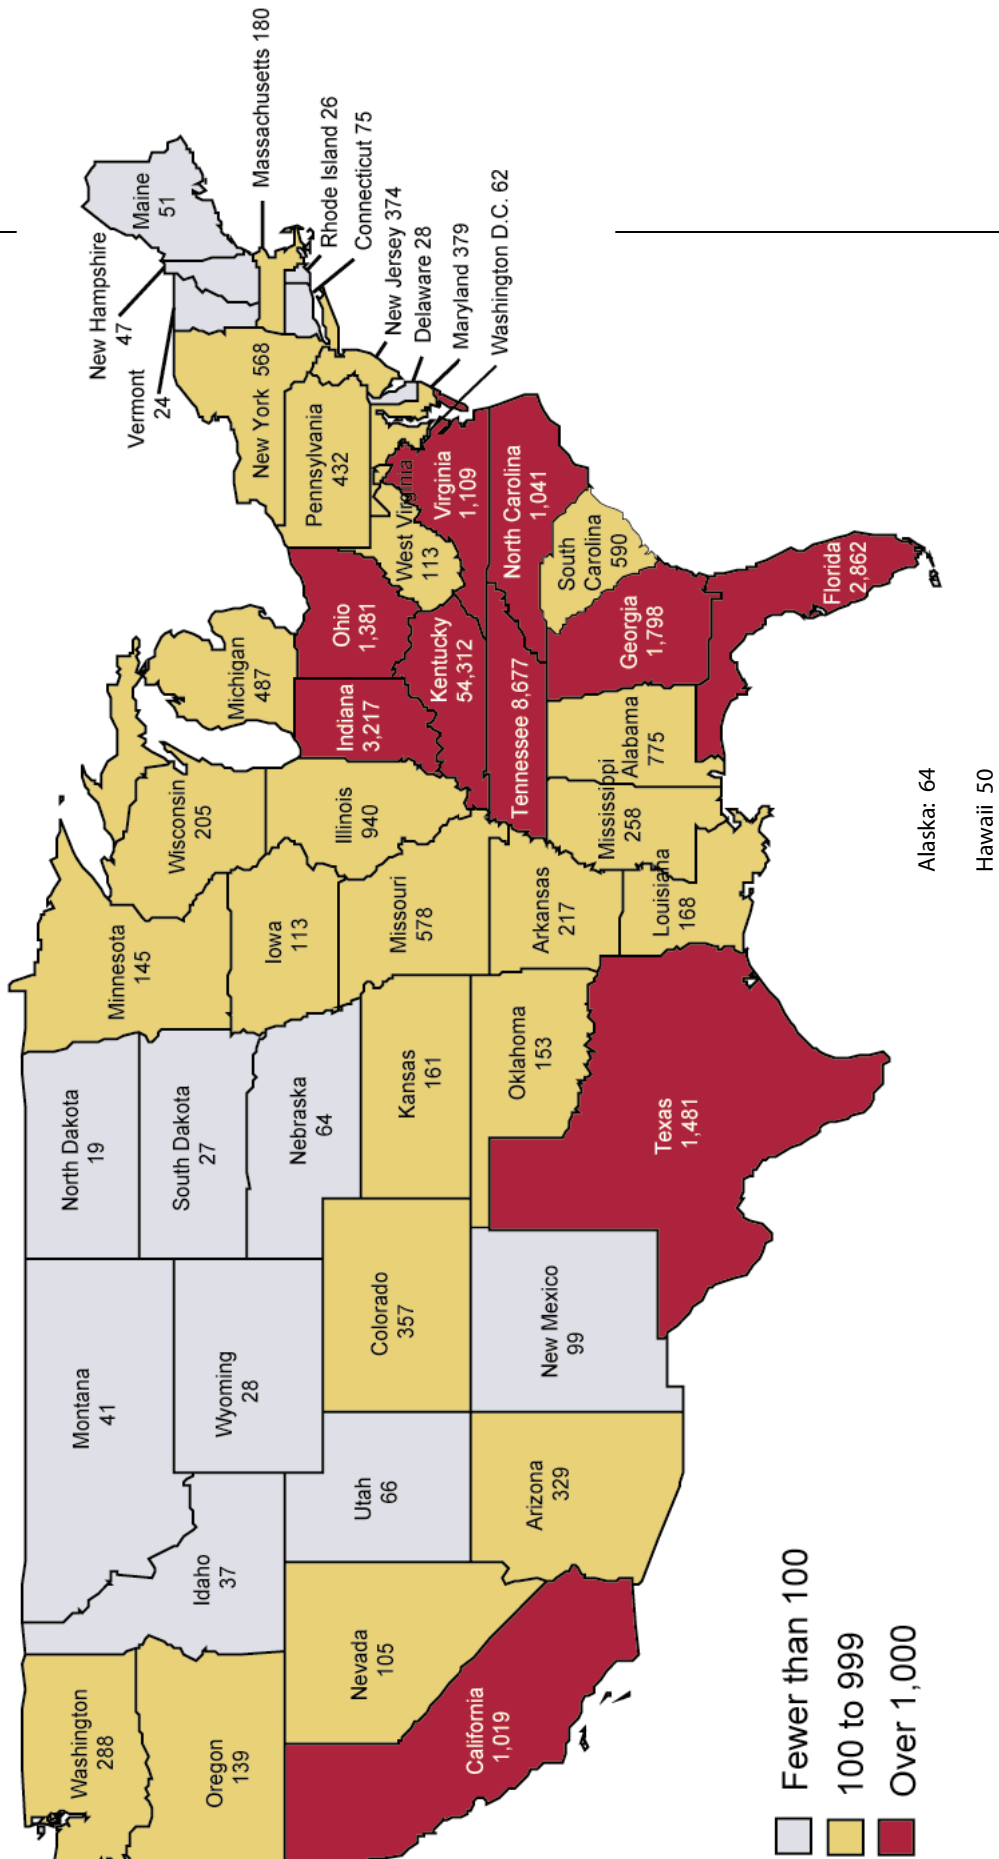 Washington
288
Oregon
139
California
1,019
Nevada
105
Idaho
37
Montana
41
Wyoming
28
Utah
66
Arizona
329
Colorado
357
New Mexico
99
North Dakota
19
South Dakota
27
Nebraska
64
Kansas
161
Oklahoma
153
Texas
1,481
Minnesota
145
Iowa
113
Missouri
578
Arkansas
217
Louisiana
168
Wisconsin
205
Illinois
940
Mississippi
258
Michigan
487
Indiana
3,217
Ohio
1,381
Kentucky
54,312
Tennessee 8,677
Alabama
775
Georgia
1,798
Florida
2,862
South
Carolina
590
North Carolina
1,041
Virginia
1,109
West Virginia
113
Pennsylvania
432
New York 568
Vermont
24
New Hampshire
47
Maine
51
Massachusetts 180
Rhode Island 26
Connecticut 75
New Jersey 374
Delaware 28
Maryland 379
Washington D.C. 62
Alaska: 64
Hawaii 50
Fewer than 100
100 to 999
Over 1,000